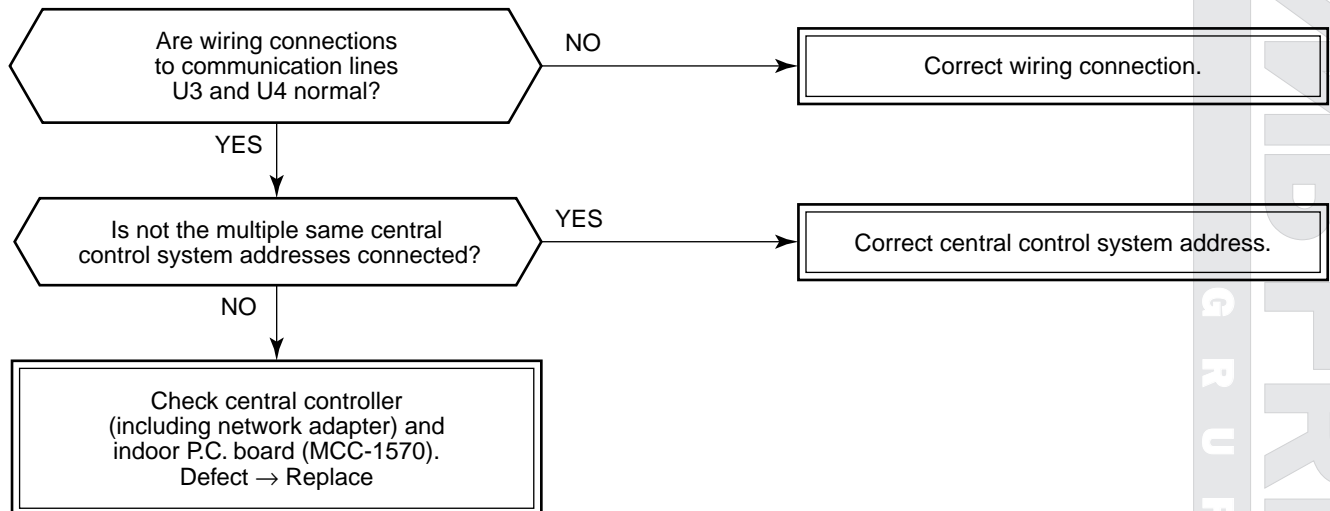 Are wiring connections
to communication lines
U3 and U4 normal?
NO
Correct wiring connection.
YES
Is not the multiple same central
control system addresses connected?
YES
Correct central control system address.
NO
Check central controller
(including network adapter) and
indoor P.C. board (MCC-1570).
Defect → Replace
G R U